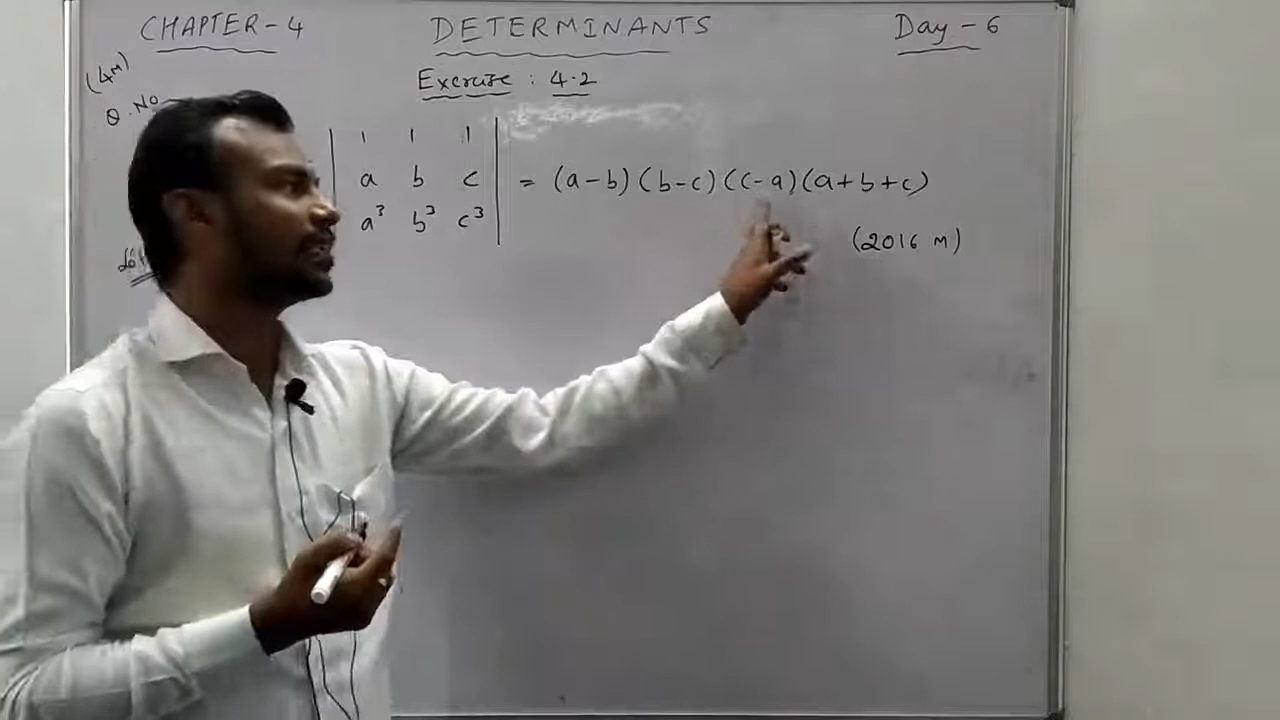 CHAPTER-4 DETERMINANTS Day-6
(4M) Exercise : 4.2
Q. No
1 1 1
a b c = (a-b)(b-c)(c-a)(a+b+c)
a³ b³ c³
(2016 M)